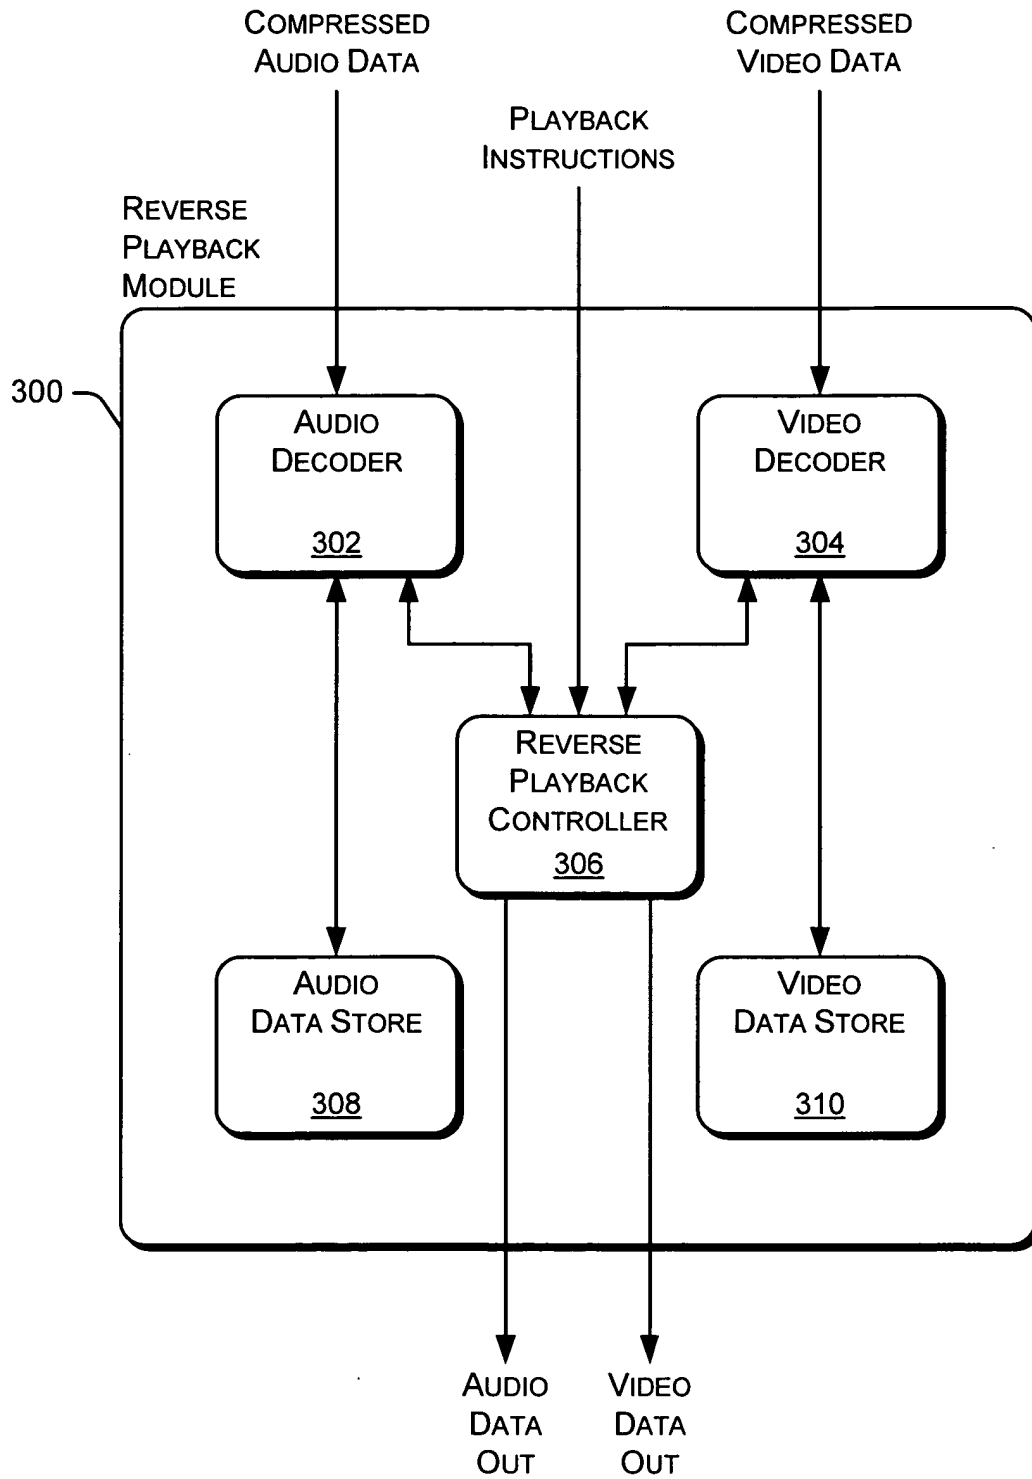 COMPRESSED
AUDIO DATA
COMPRESSED
VIDEO DATA
PLAYBACK
INSTRUCTIONS
REVERSE
PLAYBACK
MODULE
300
AUDIO
DECODER
302
VIDEO
DECODER
304
REVERSE
PLAYBACK
CONTROLLER
306
AUDIO
DATA STORE
308
VIDEO
DATA STORE
310
AUDIO
DATA
OUT
VIDEO
DATA
OUT